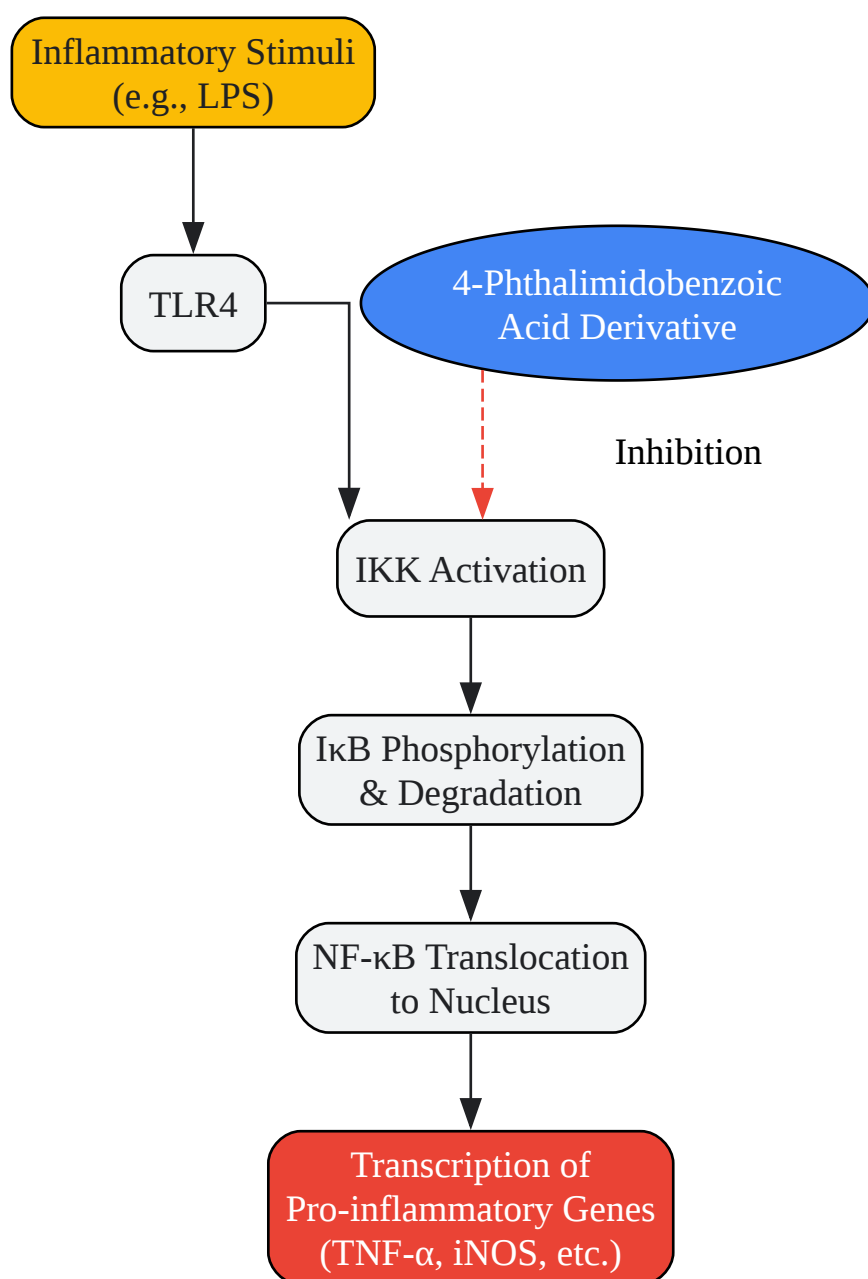 Inflammatory Stimuli
(e.g., LPS)
TLR4
4-Phthalimidobenzoic
Acid Derivative
Inhibition
IKK Activation
IκB Phosphorylation
& Degradation
NF-κB Translocation
to Nucleus
Transcription of
Pro-inflammatory Genes
(TNF-α, iNOS, etc.)